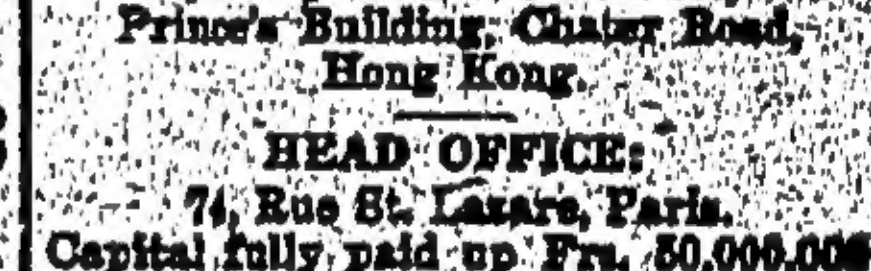 Prince's Building, Chater Road,
Hong Kong.
HEAD OFFICE:
74, Rue St. Lazare, Paris.
Capital fully paid up Frs. 50,000,000